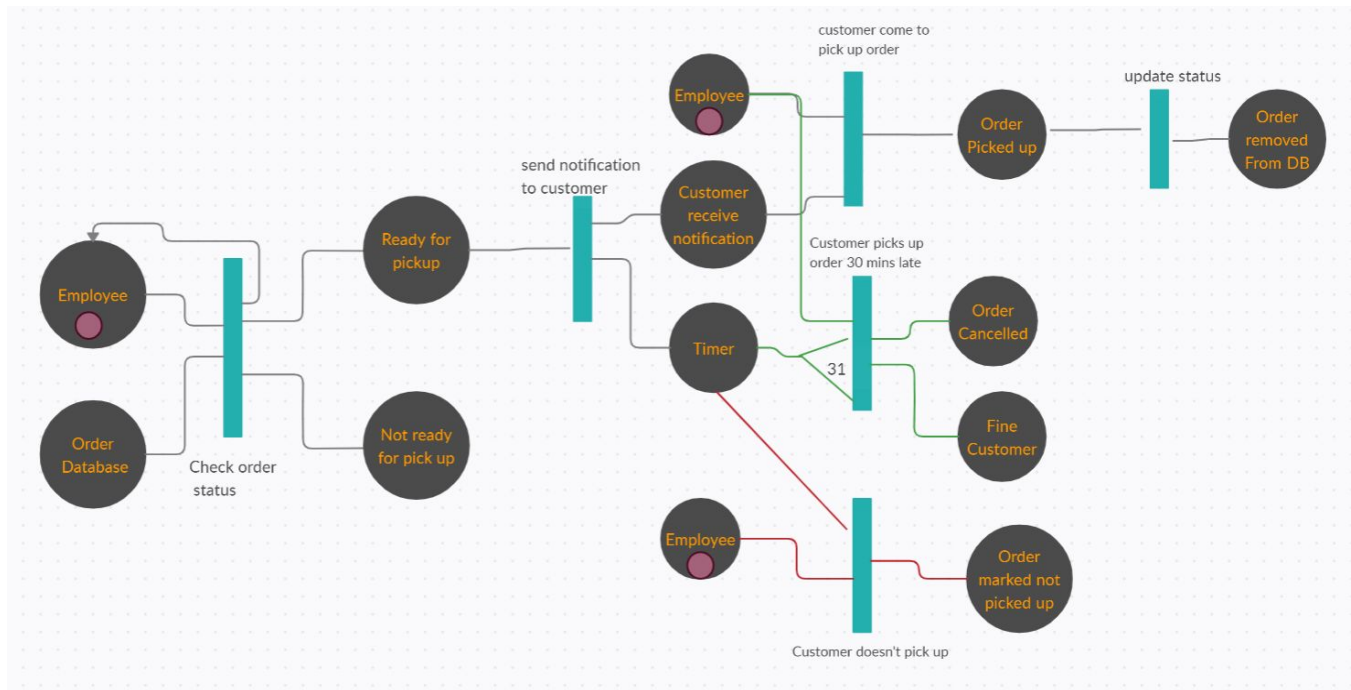 Employee
Order
Database
Check order
status
Ready for
pickup
Not ready
for pick up
send notification
to customer
Employee
Customer
receive
notification
Timer
Employee
customer come to
pick up order
Customer picks up
order 30 mins late
31
Customer doesn't pick up
Order
Picked up
update status
Order
removed
From DB
Order
Cancelled
Fine
Customer
Order
marked not
picked up